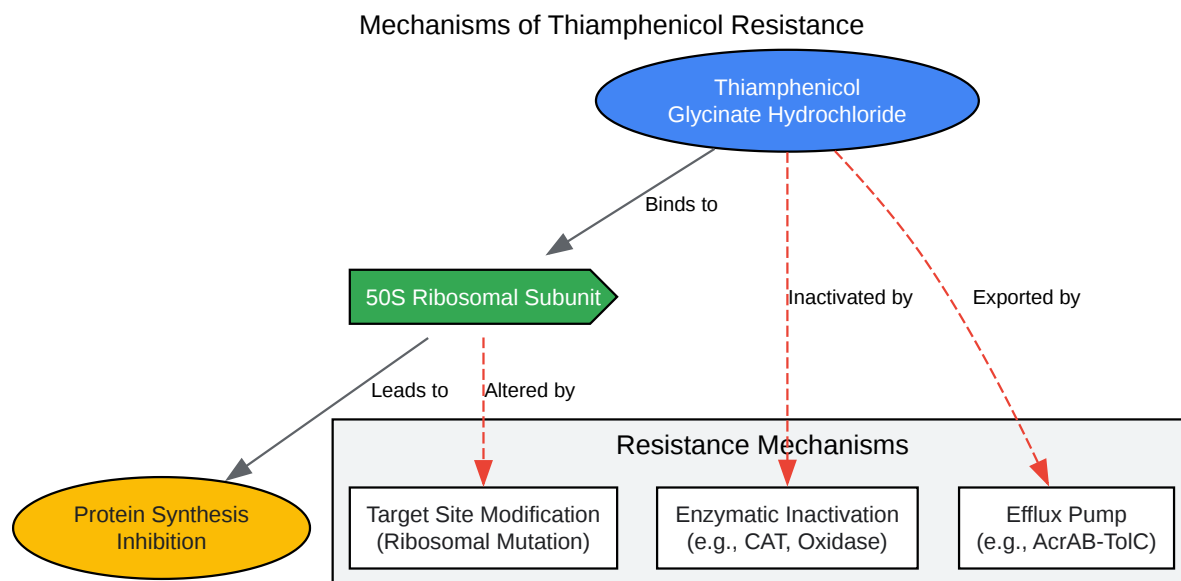 Mechanisms of Thiamphenicol Resistance
Thiamphenicol
Glycinate Hydrochloride
Binds to
50S Ribosomal Subunit
Inactivated by
Exported by
Leads to
Altered by
Resistance Mechanisms
Protein Synthesis
Inhibition
Target Site Modification
(Ribosomal Mutation)
Enzymatic Inactivation
(e.g., CAT, Oxidase)
Efflux Pump
(e.g., AcrAB-TolC)